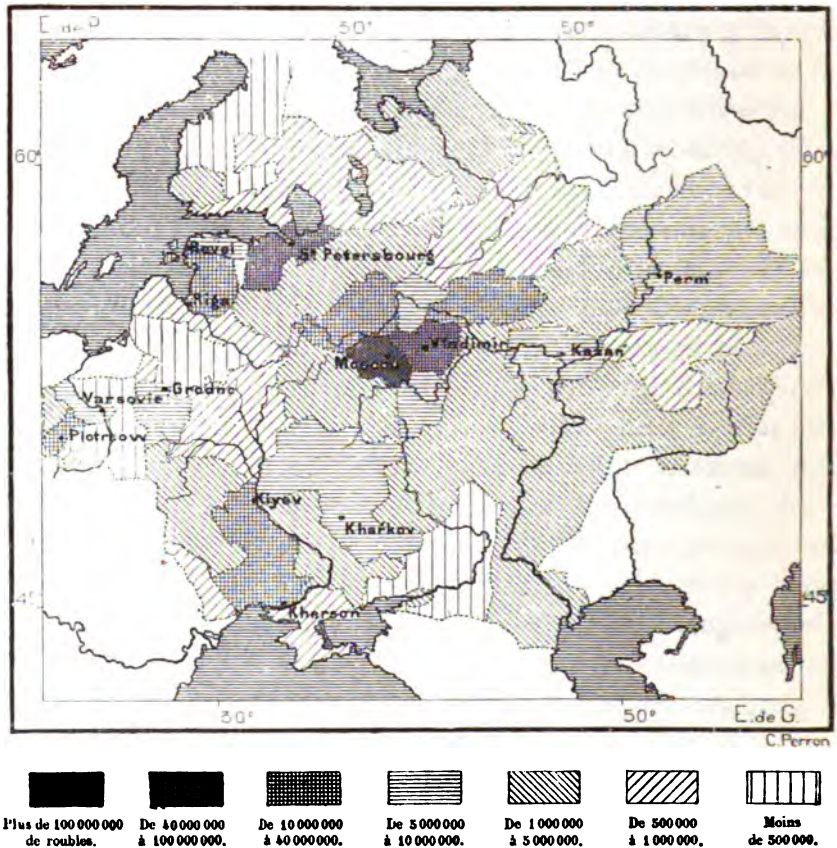 E. de P. 30° 50°
60° 60°
Revel
St Petersbourg
Perm
Riga
Vladimir
Moscou
Kazan
Grodno
Varsovie
Piotrkow
Kiyev
Kharkov
45° 45°
Kherson
30° 50° E. de G.
C. Perron
Plus de 100 000 000 De 40 000 000 De 10 000 000 De 5 000 000 De 1 000 000 De 500 000 Moins
de roubles. à 100 000 000. à 40 000 000. à 10 000 000. à 5 000 000. à 1 000 000. de 500 000.